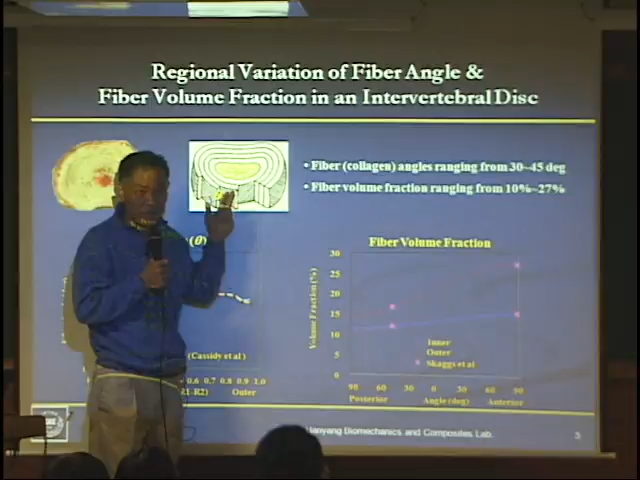 Regional Variation of Fiber Angle &
Fiber Volume Fraction in an Intervertebral Disc
• Fiber (collagen) angles ranging from 30~45 deg
• Fiber volume fraction ranging from 10%~27%
(θ)
(Cassidy et al)
0.6 0.7 0.8 0.9 1.0
R1-R2) Outer
Fiber Volume Fraction
Volume Fraction (%)
30
25
20
15
10
5
0
Inner
Outer
Skaggs et al
90 60 30 0 30 60 90
Posterior Angle (deg) Anterior
Hanyang Biomechanics and Composites Lab.
3